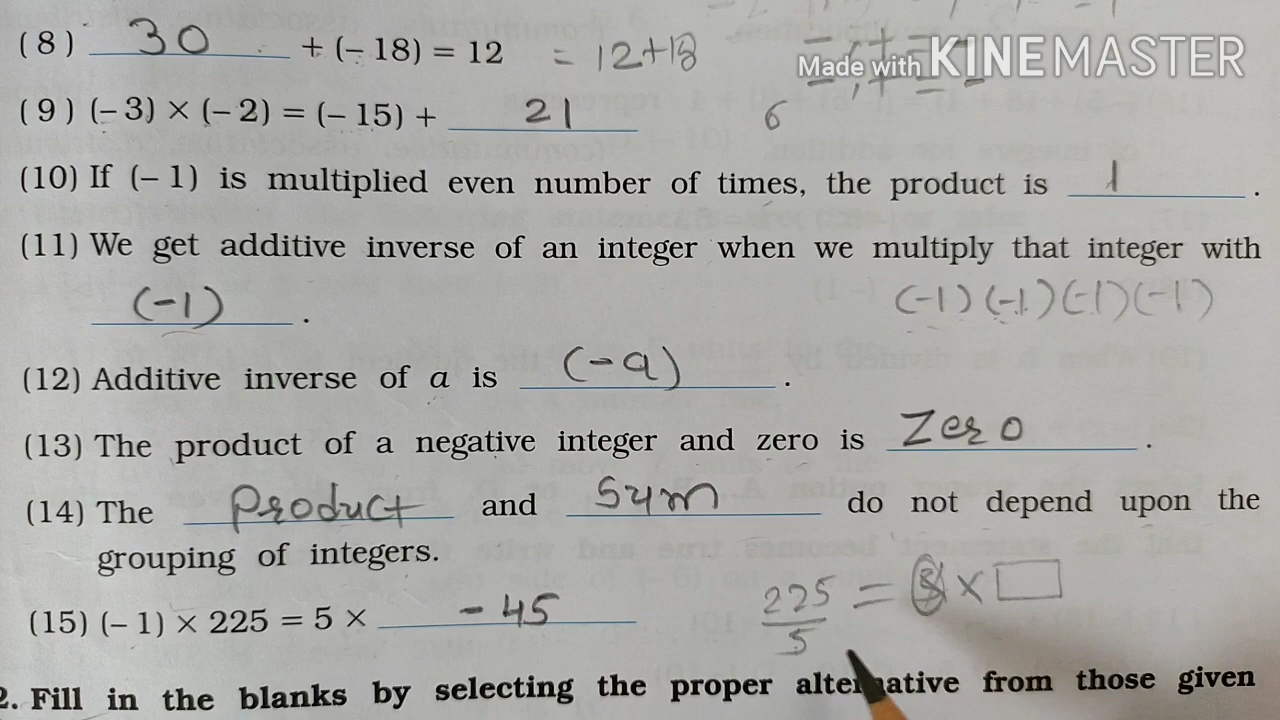 (8) 30 + (– 18) = 12 = 12+18
Made with KINEMASTER
(9) (– 3) × (– 2) = (– 15) + 21 6
(10) If (– 1) is multiplied even number of times, the product is 1 .
(11) We get additive inverse of an integer when we multiply that integer with
(-1) . (-1)(-1)(-1)(-1)
(12) Additive inverse of a is (-a) .
(13) The product of a negative integer and zero is Zero .
(14) The Product and Sum do not depend upon the
grouping of integers.
(15) (– 1) × 225 = 5 × -45
225 = × □
5
2. Fill in the blanks by selecting the proper alternative from those given